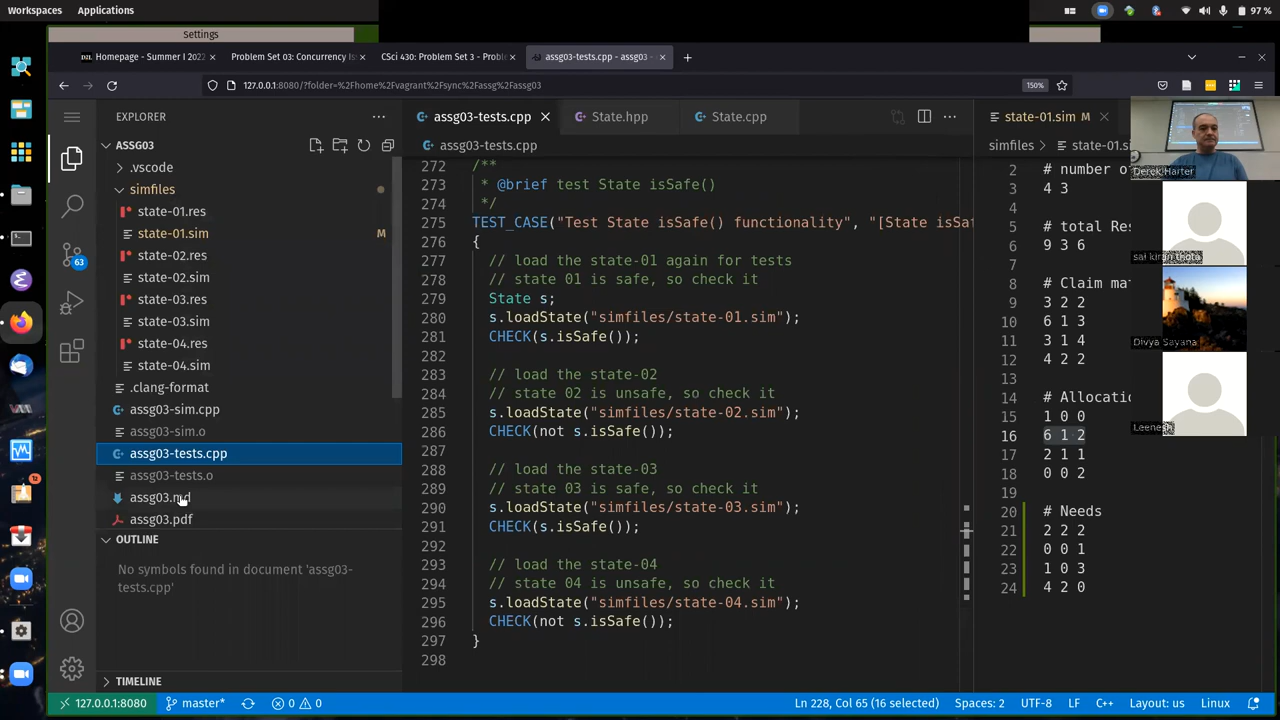 Workspaces Applications 97 %
Settings
Homepage - Summer I 2022 Problem Set 03: Concurrency Is CSci 430: Problem Set 3 - Proble assg03-tests.cpp - assg03 -
127.0.0.1:8080/?folder=%2Fhome%2Fvagrant%2Fsync%2Fassg%2Fassg03 150%
EXPLORER
ASSG03
.vscode
simfiles
state-01.res
state-01.sim M
state-02.res
state-02.sim
state-03.res
state-03.sim
state-04.res
state-04.sim
.clang-format
assg03-sim.cpp
assg03-sim.o
assg03-tests.cpp
assg03-tests.o
assg03.md
assg03.pdf
OUTLINE
No symbols found in document 'assg03-
tests.cpp'
TIMELINE
63
12
assg03-tests.cpp State.hpp State.cpp
assg03-tests.cpp
272 /**
273 * @brief test State isSafe()
274 */
275 TEST_CASE("Test State isSafe() functionality", "[State isSa
276 {
277 // load the state-01 again for tests
278 // state 01 is safe, so check it
279 State s;
280 s.loadState("simfiles/state-01.sim");
281 CHECK(s.isSafe());
282
283 // load the state-02
284 // state 02 is unsafe, so check it
285 s.loadState("simfiles/state-02.sim");
286 CHECK(not s.isSafe());
287
288 // load the state-03
289 // state 03 is safe, so check it
290 s.loadState("simfiles/state-03.sim");
291 CHECK(s.isSafe());
292
293 // load the state-04
294 // state 04 is unsafe, so check it
295 s.loadState("simfiles/state-04.sim");
296 CHECK(not s.isSafe());
297 }
298
state-01.sim M
simfiles state-01.si
2 # number o
3 4 3
4
5 # total Res
6 9 3 6
7
8 # Claim mat
9 3 2 2
10 6 1 3
11 3 1 4
12 4 2 2
13
14 # Allocatio
15 1 0 0
16 6 1 2
17 2 1 1
18 0 0 2
19
20 # Needs
21 2 2 2
22 0 0 1
23 1 0 3
24 4 2 0
Derek Harter
sai kiran thota
Divya Sayana
Leenesh
127.0.0.1:8080 master* 0 0 Ln 228, Col 65 (16 selected) Spaces: 2 UTF-8 LF C++ Layout: us Linux